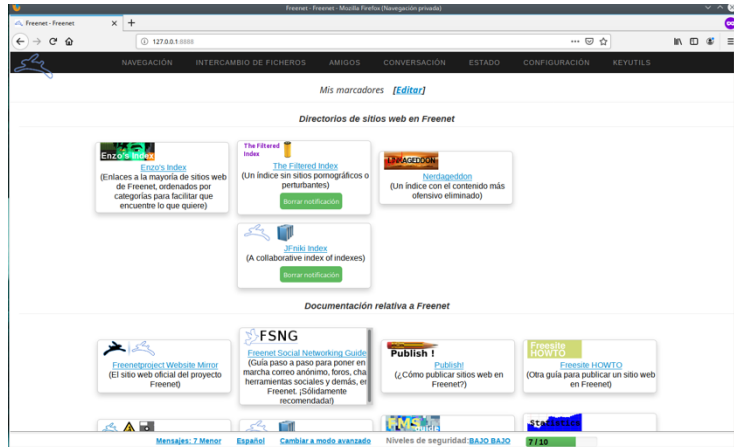 Freenet - Freenet - Mozilla Firefox (Navegación privada)
Freenet - Freenet
127.0.0.1:8888
NAVEGACIÓN INTERCAMBIO DE FICHEROS AMIGOS CONVERSACIÓN ESTADO CONFIGURACIÓN KEYUTILS
Mis marcadores [Editar]
Directorios de sitios web en Freenet
Enzo's Index
Enzo's Index
(Enlaces a la mayoría de sitios web
de Freenet, ordenados por
categorías para facilitar que
encuentre lo que quiere)
The Filtered
Index
The Filtered Index
(Un índice sin sitios pornográficos o
perturbantes)
Borrar notificación
LINKAGEDDON
Nerdageddon
(Un índice con el contenido más
ofensivo eliminado)
JFniki Index
(A collaborative index of indexes)
Borrar notificación
Documentación relativa a Freenet
Freenetproject Website Mirror
(El sitio web oficial del proyecto
Freenet)
FSNG
Freenet Social Networking Guide
(Guía paso a paso para poner en
marcha correo anónimo, foros, cha
herramientas sociales y demás, en
Freenet. ¡Sólidamente
recomendada!)
Publish !
Publish!
(¿Cómo publicar sitios web en
Freenet?)
Freesite
HOWTO
Freesite HOWTO
(Otra guía para publicar un sitio web
en Freenet)
FMS
guide
Statistics
Mensajes: 7 Menor Español Cambiar a modo avanzado Niveles de seguridad:BAJO BAJO 7 / 10